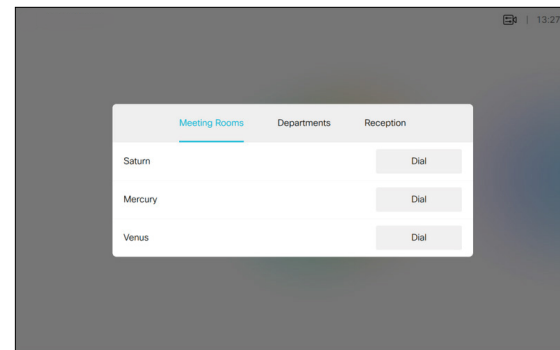 13:27
Meeting Rooms Departments Reception
Saturn Dial
Mercury Dial
Venus Dial